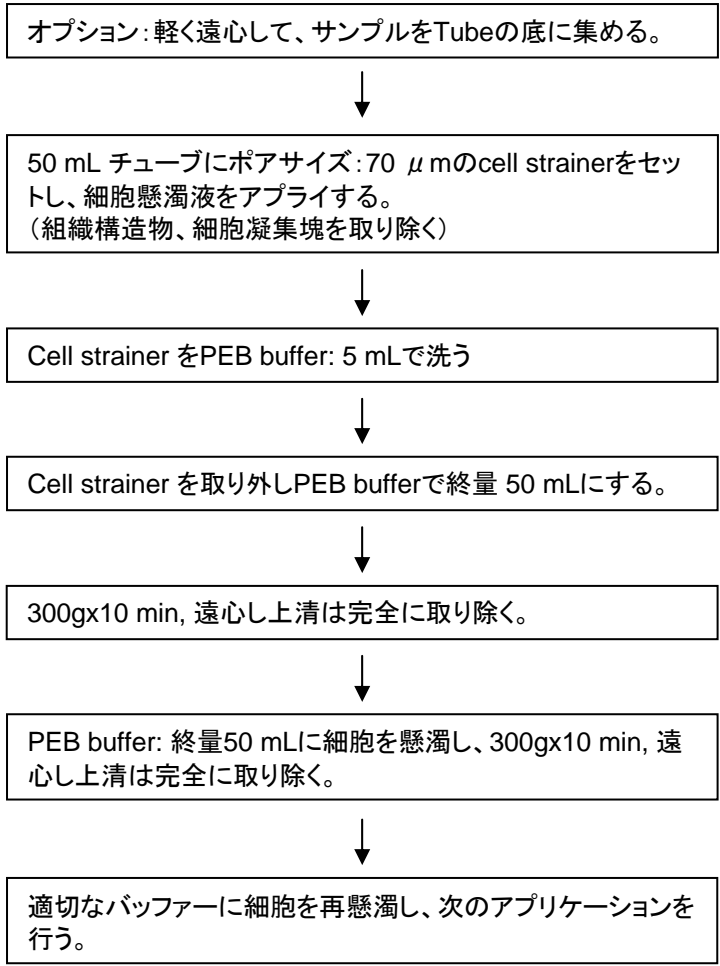 オプション：軽く遠心して、サンプルをTubeの底に集める。
50 mL チューブにポアサイズ：70 μmのcell strainerをセッ
トし、細胞懸濁液をアプライする。
（組織構造物、細胞凝集塊を取り除く）
Cell strainer をPEB buffer: 5 mLで洗う
Cell strainer を取り外しPEB bufferで終量 50 mLにする。
300gx10 min, 遠心し上清は完全に取り除く。
PEB buffer: 終量50 mLに細胞を懸濁し、300gx10 min, 遠
心し上清は完全に取り除く。
適切なバッファーに細胞を再懸濁し、次のアプリケーションを
行う。